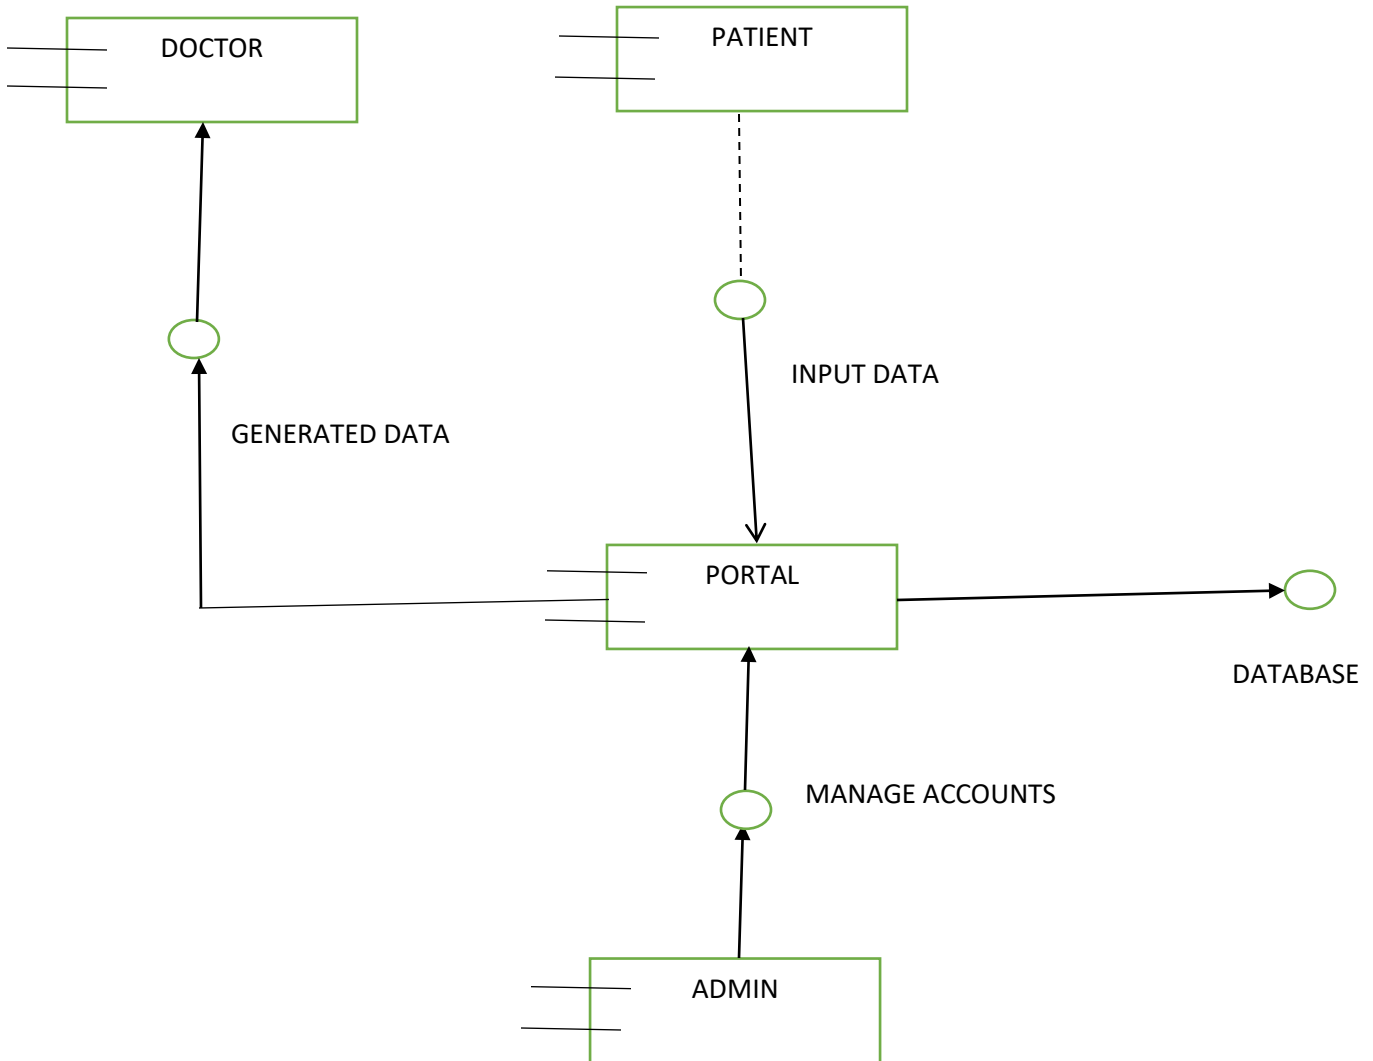 DOCTOR
PATIENT
INPUT DATA
GENERATED DATA
PORTAL
DATABASE
MANAGE ACCOUNTS
ADMIN